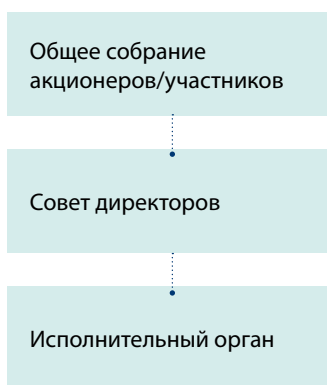 Общее собрание
акционеров/участников
Совет директоров
Исполнительный орган